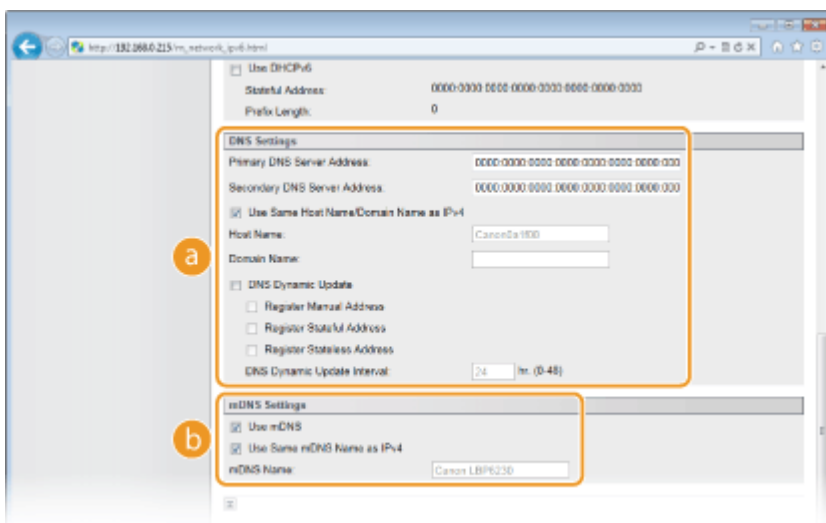 http://192.168.0.215/m_network_ipv6.html
Use DHCPv6
Stateful Address: 0000:0000:0000:0000:0000:0000:0000:0000
Prefix Length: 0
DNS Settings
Primary DNS Server Address: 0000:0000:0000:0000:0000:0000:0000:000
Secondary DNS Server Address: 0000:0000:0000:0000:0000:0000:0000:000
Use Same Host Name/Domain Name as IPv4
Host Name:
a
Domain Name:
DNS Dynamic Update
Register Manual Address
Register Stateful Address
Register Stateless Address
DNS Dynamic Update Interval: 24 hr. (0-48)
mDNS Settings
b
Use mDNS
Use Same mDNS Name as IPv4
mDNS Name: Canon LBP6230